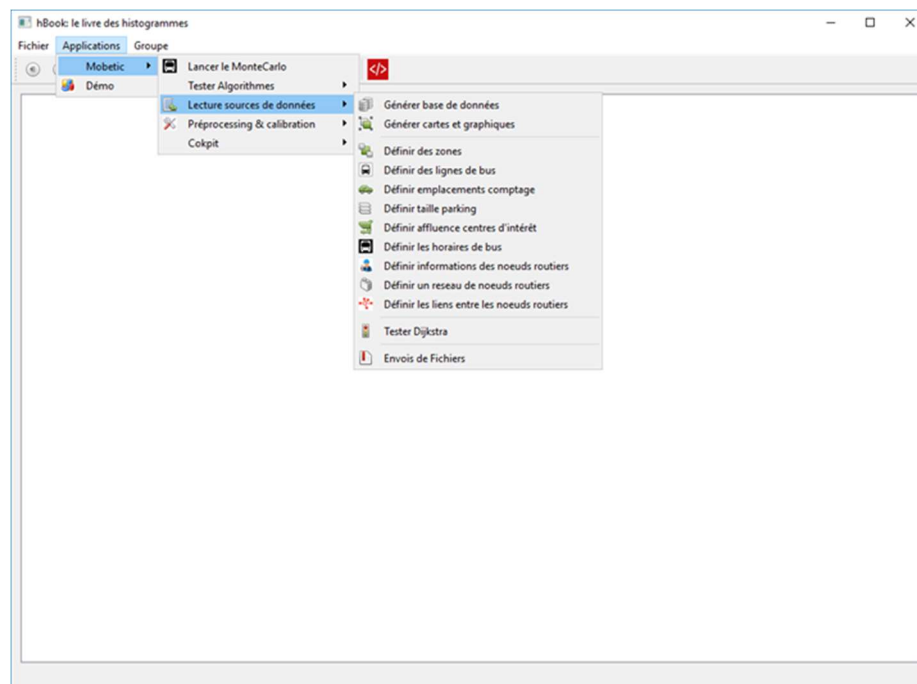 hBook: le livre des histogrammes
Fichier Applications Groupe
Mobetic
Démo
Lancer le MonteCarlo
Tester Algorithmes
Lecture sources de données
Préprocessing & calibration
Cokpit
</>
Générer base de données
Générer cartes et graphiques
Définir des zones
Définir des lignes de bus
Définir emplacements comptage
Définir taille parking
Définir affluence centres d'intérêt
Définir les horaires de bus
Définir informations des noeuds routiers
Définir un reseau de noeuds routiers
Définir les liens entre les noeuds routiers
Tester Dijkstra
Envois de Fichiers